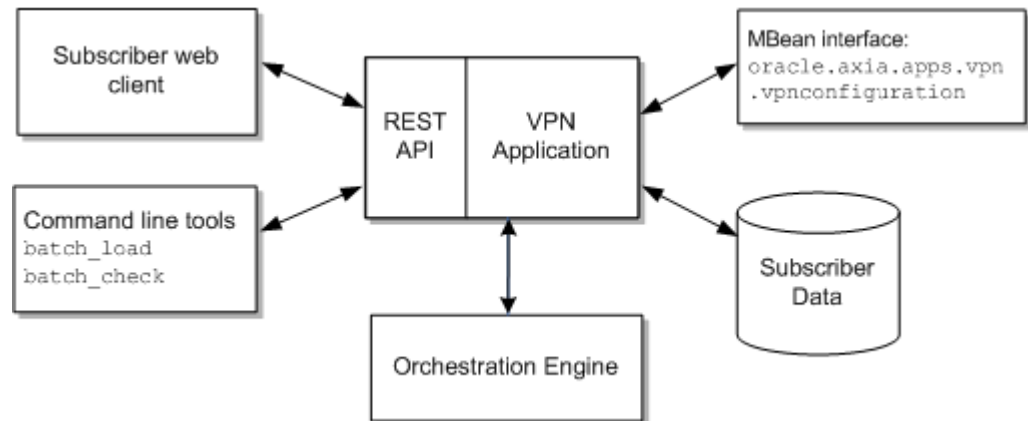 Subscriber web
client
REST
API
VPN
Application
MBean interface:
oracle.axia.apps.vpn
.vpnconfiguration
Command line tools
batch_load
batch_check
Subscriber
Data
Orchestration Engine